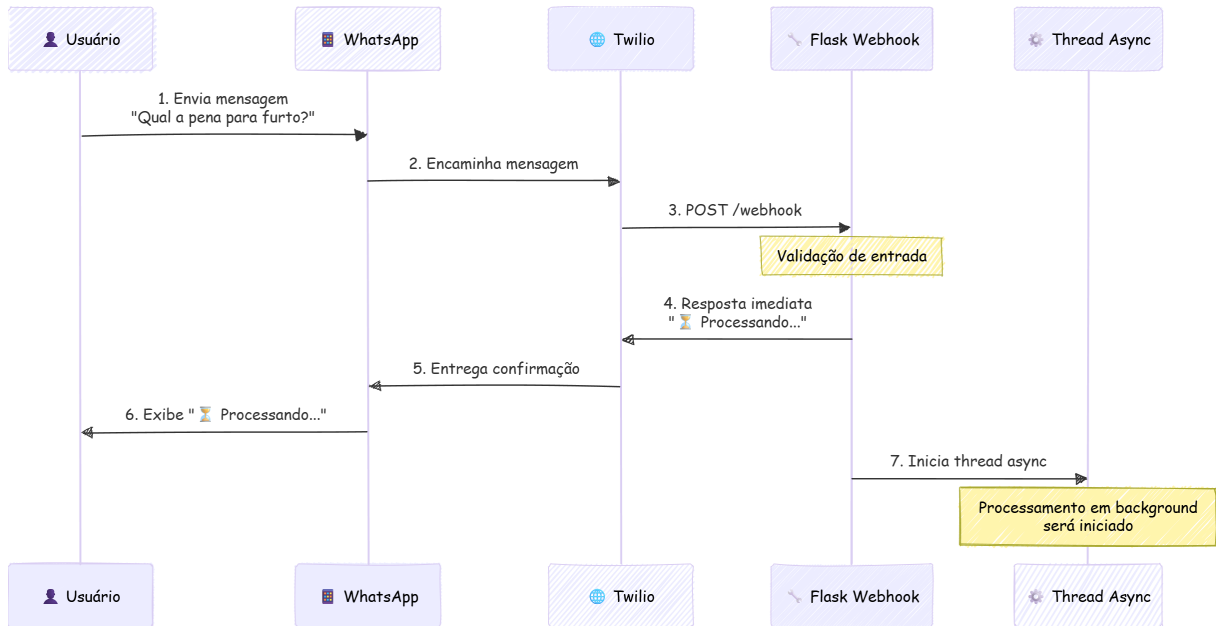 👤 Usuário
📱 WhatsApp
🌐 Twilio
🔧 Flask Webhook
⚙️ Thread Async
1. Envia mensagem
"Qual a pena para furto?"
2. Encaminha mensagem
3. POST /webhook
Validação de entrada
4. Resposta imediata
"⏳ Processando..."
5. Entrega confirmação
6. Exibe "⏳ Processando..."
7. Inicia thread async
Processamento em background
será iniciado
👤 Usuário
📱 WhatsApp
🌐 Twilio
🔧 Flask Webhook
⚙️ Thread Async